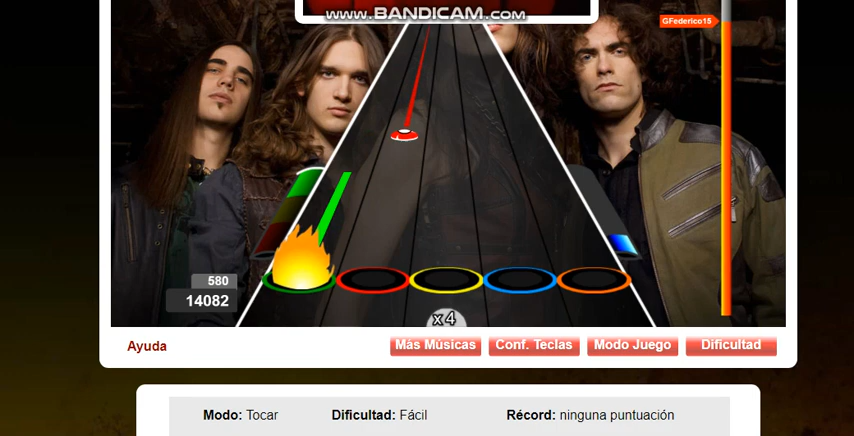 www.BANDICAM.com
GFederico15
580
14082
x4
Ayuda
Más Músicas
Conf. Teclas
Modo Juego
Dificultad
Modo: Tocar
Dificultad: Fácil
Récord: ninguna puntuación